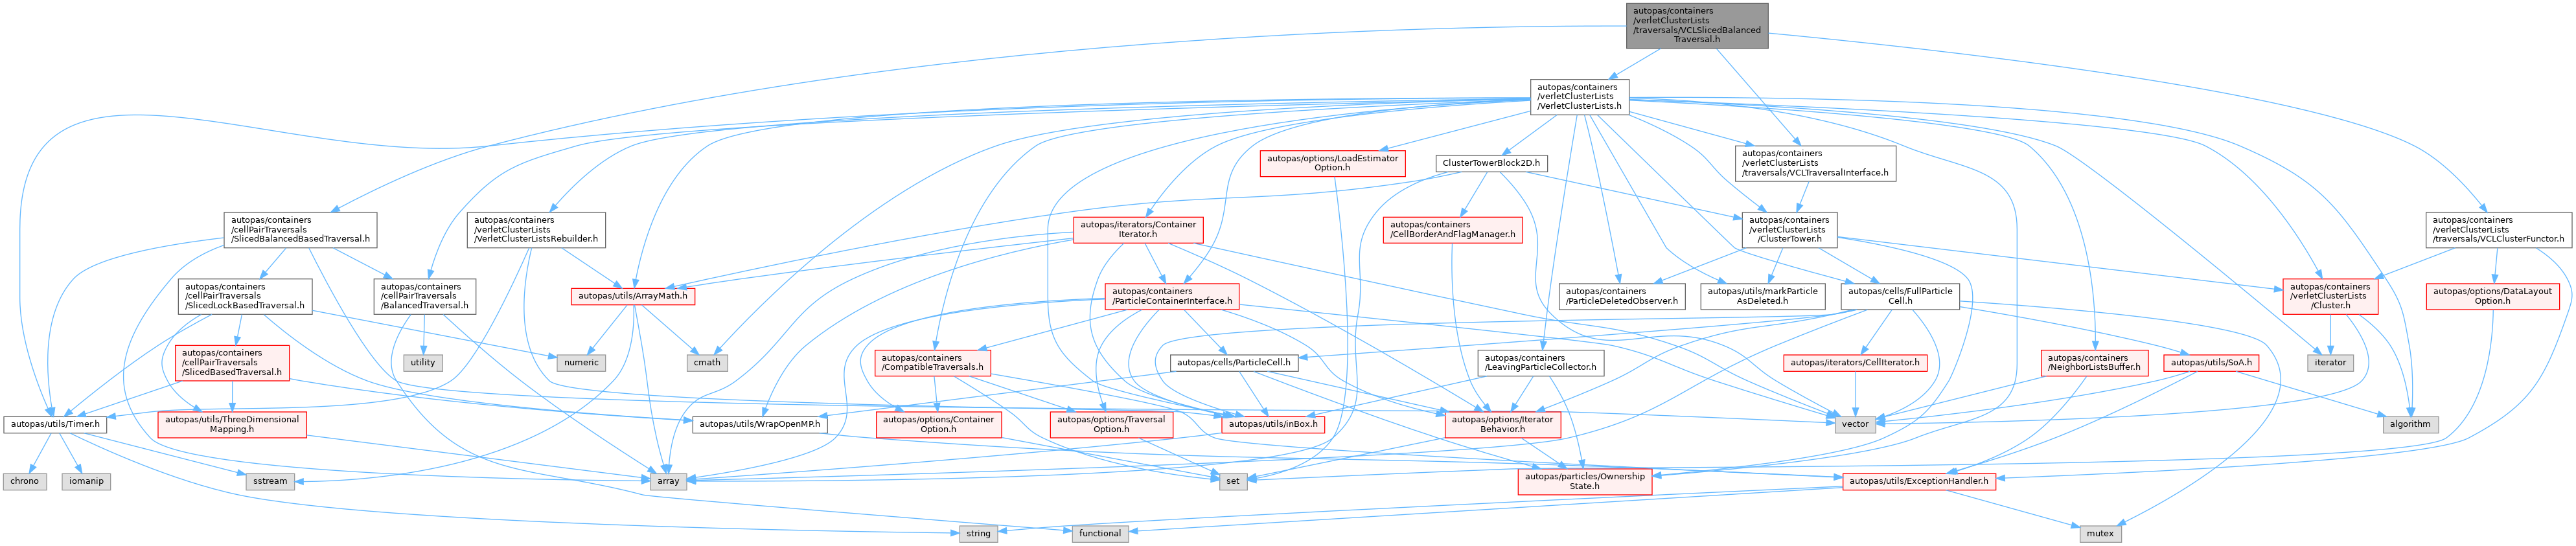 autopas/containers
/verletClusterLists
/traversals/VCLSlicedBalanced
Traversal.h
autopas/containers
/verletClusterLists
/VerletClusterLists.h
autopas/options/LoadEstimator
Option.h
ClusterTowerBlock2D.h
autopas/containers
/verletClusterLists
/traversals/VCLTraversalInterface.h
autopas/containers
/cellPairTraversals
/SlicedBalancedBasedTraversal.h
autopas/containers
/verletClusterLists
/VerletClusterListsRebuilder.h
autopas/iterators/Container
Iterator.h
autopas/containers
/CellBorderAndFlagManager.h
autopas/containers
/verletClusterLists
/ClusterTower.h
autopas/containers
/verletClusterLists
/traversals/VCLClusterFunctor.h
autopas/containers
/cellPairTraversals
/SlicedLockBasedTraversal.h
autopas/containers
/cellPairTraversals
/BalancedTraversal.h
autopas/utils/ArrayMath.h
autopas/containers
/ParticleContainerInterface.h
autopas/containers
/ParticleDeletedObserver.h
autopas/utils/markParticle
AsDeleted.h
autopas/cells/FullParticle
Cell.h
autopas/containers
/verletClusterLists
/Cluster.h
autopas/options/DataLayout
Option.h
autopas/containers
/cellPairTraversals
/SlicedBasedTraversal.h
utility
numeric
cmath
autopas/containers
/CompatibleTraversals.h
autopas/cells/ParticleCell.h
autopas/containers
/LeavingParticleCollector.h
autopas/iterators/CellIterator.h
autopas/containers
/NeighborListsBuffer.h
autopas/utils/SoA.h
iterator
autopas/utils/Timer.h
autopas/utils/ThreeDimensional
Mapping.h
autopas/utils/WrapOpenMP.h
autopas/options/Container
Option.h
autopas/options/Traversal
Option.h
autopas/utils/inBox.h
autopas/options/Iterator
Behavior.h
vector
algorithm
chrono
iomanip
sstream
array
set
autopas/particles/Ownership
State.h
autopas/utils/ExceptionHandler.h
string
functional
mutex